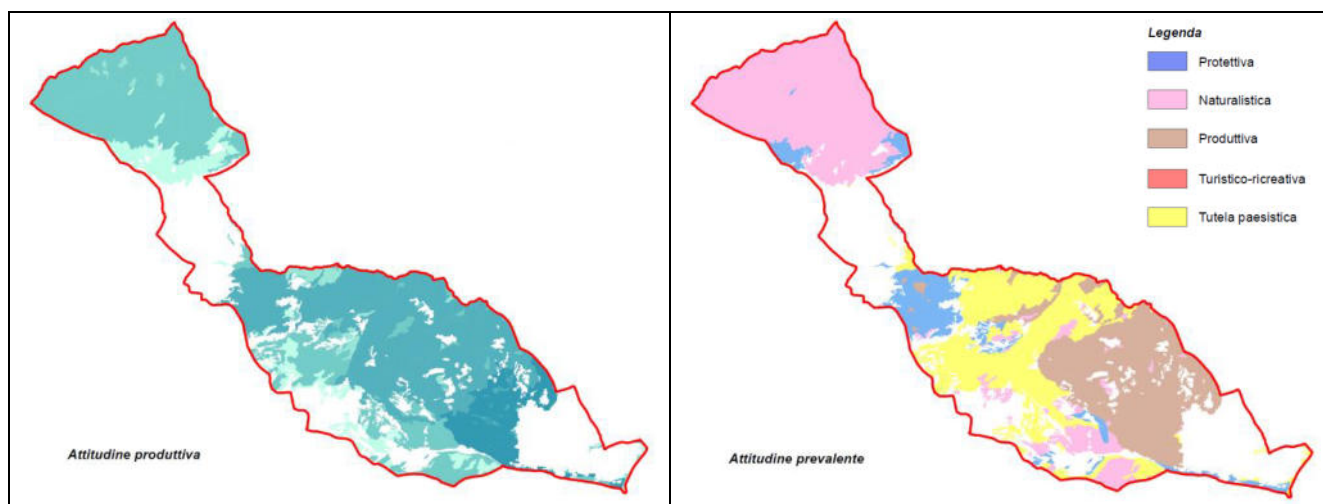 Legenda
Protettiva
Naturalistica
Produttiva
Turistico-ricreativa
Tutela paesistica
Attitudine produttiva
Attitudine prevalente